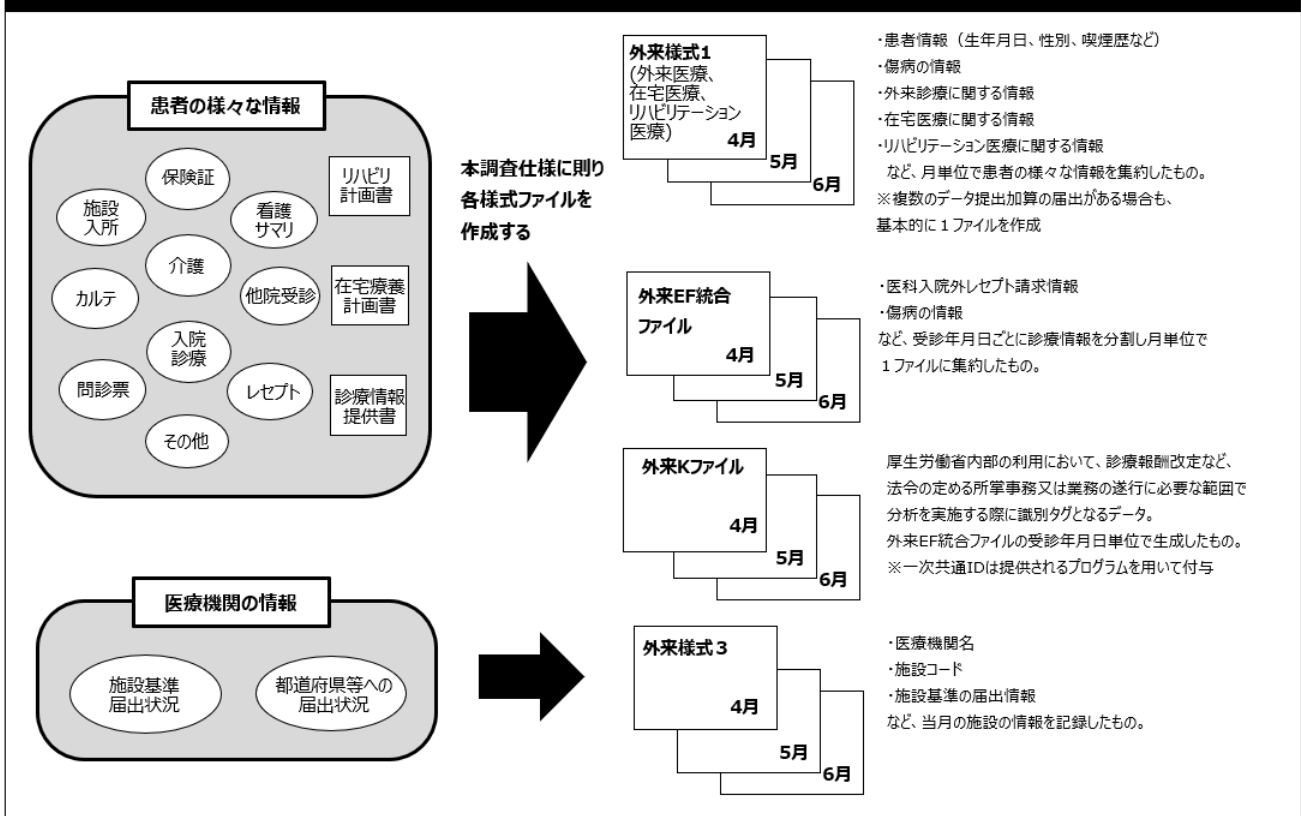 患者の様々な情報
保険証
施設
入所
看護
サマリ
介護
カルテ
他院受診
入院
診療
問診票
レセプト
その他
リハビリ
計画書
在宅療養
計画書
診療情報
提供書
本調査仕様に則り
各様式ファイルを
作成する
外来様式1
(外来医療、
在宅医療、
リハビリテーション
医療)
4月
5月
6月
・患者情報（生年月日、性別、喫煙歴など）
・傷病の情報
・外来診療に関する情報
・在宅医療に関する情報
・リハビリテーション医療に関する情報
など、月単位で患者の様々な情報を集約したもの。
※複数のデータ提出加算の届出がある場合も、
基本的に１ファイルを作成
外来EF統合
ファイル
4月
5月
6月
・医科入院外レセプト請求情報
・傷病の情報
など、受診年月日ごとに診療情報を分割し月単位で
１ファイルに集約したもの。
外来Kファイル
4月
5月
6月
厚生労働省内部の利用において、診療報酬改定など、
法令の定める所掌事務又は業務の遂行に必要な範囲で
分析を実施する際に識別タグとなるデータ。
外来EF統合ファイルの受診年月日単位で生成したもの。
※一次共通IDは提供されるプログラムを用いて付与
医療機関の情報
施設基準
届出状況
都道府県等への
届出状況
外来様式３
4月
5月
6月
・医療機関名
・施設コード
・施設基準の届出情報
など、当月の施設の情報を記録したもの。